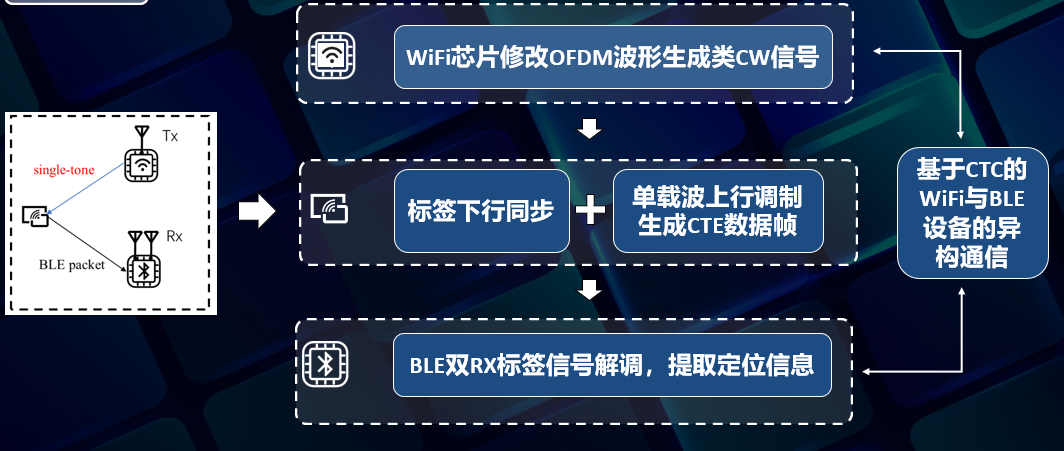 WiFi芯片修改OFDM波形生成类CW信号
Tx
single-tone
Rx
BLE packet
标签下行同步
单载波上行调制
生成CTE数据帧
基于CTC的
WiFi与BLE
设备的异
构通信
BLE双RX标签信号解调，提取定位信息